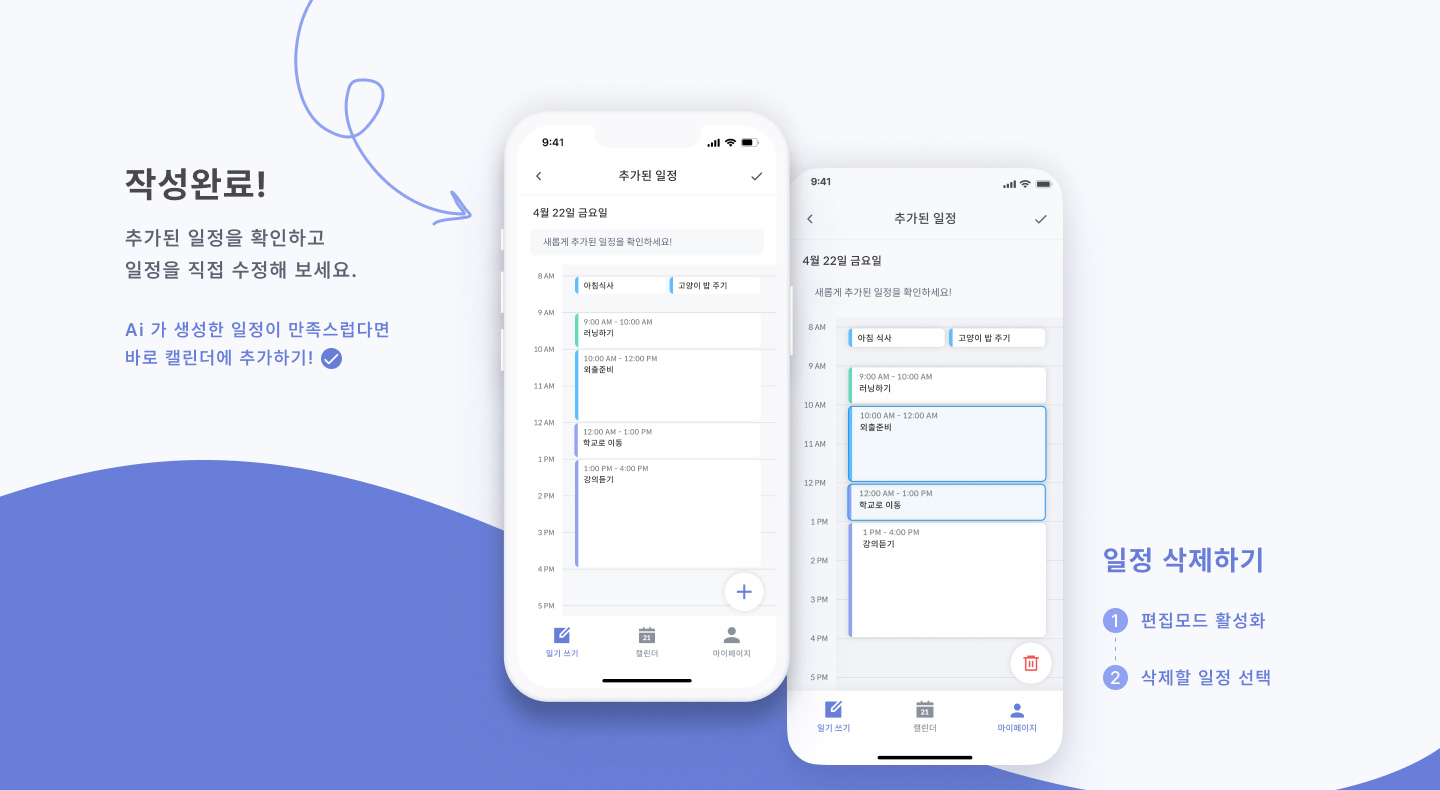 작성완료!
추가된 일정을 확인하고
일정을 직접 수정해 보세요.
Ai 가 생성한 일정이 만족스럽다면
바로 캘린더에 추가하기!
9:41
추가된 일정
4월 22일 금요일
새롭게 추가된 일정을 확인하세요!
8 AM
아침식사
고양이 밥 주기
9 AM
9:00 AM - 10:00 AM
러닝하기
10 AM
10:00 AM - 12:00 PM
외출준비
11 AM
12 AM
12:00 AM - 1:00 PM
학교로 이동
1 PM
1:00 PM - 4:00 PM
강의듣기
2 PM
3 PM
4 PM
5 PM
21
일기 쓰기
캘린더
마이페이지
9:41
추가된 일정
4월 22일 금요일
새롭게 추가된 일정을 확인하세요!
8 AM
아침 식사
고양이 밥 주기
9 AM
9:00 AM - 10:00 AM
러닝하기
10 AM
10:00 AM - 12:00 AM
외출준비
11 AM
12 PM
12:00 AM - 1:00 PM
학교로 이동
1 PM
1 PM - 4:00 PM
강의듣기
2 PM
3 PM
4 PM
5 PM
21
일기 쓰기
캘린더
마이페이지
일정 삭제하기
1 편집모드 활성화
2 삭제할 일정 선택